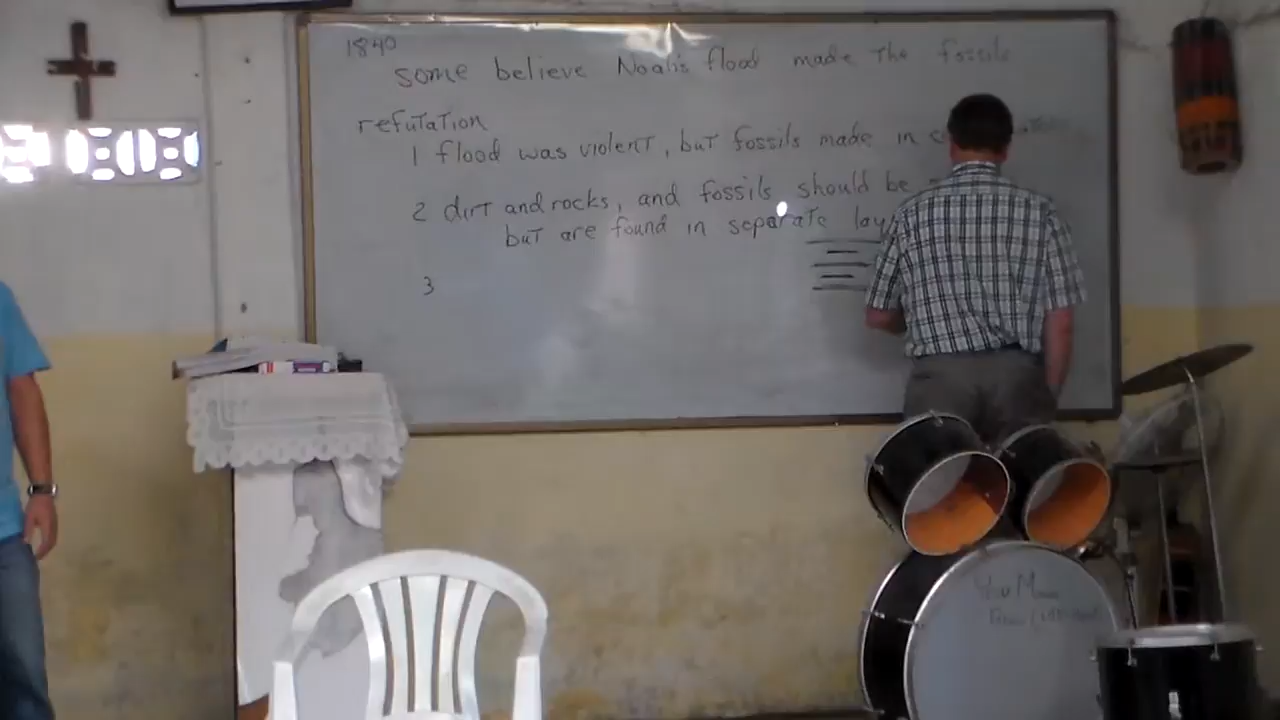 1840
some believe Noah's flood made the fossils
refutation
1 flood was violent, but fossils made in
2 dirt and rocks, and fossils should be
but are found in separate
3
You